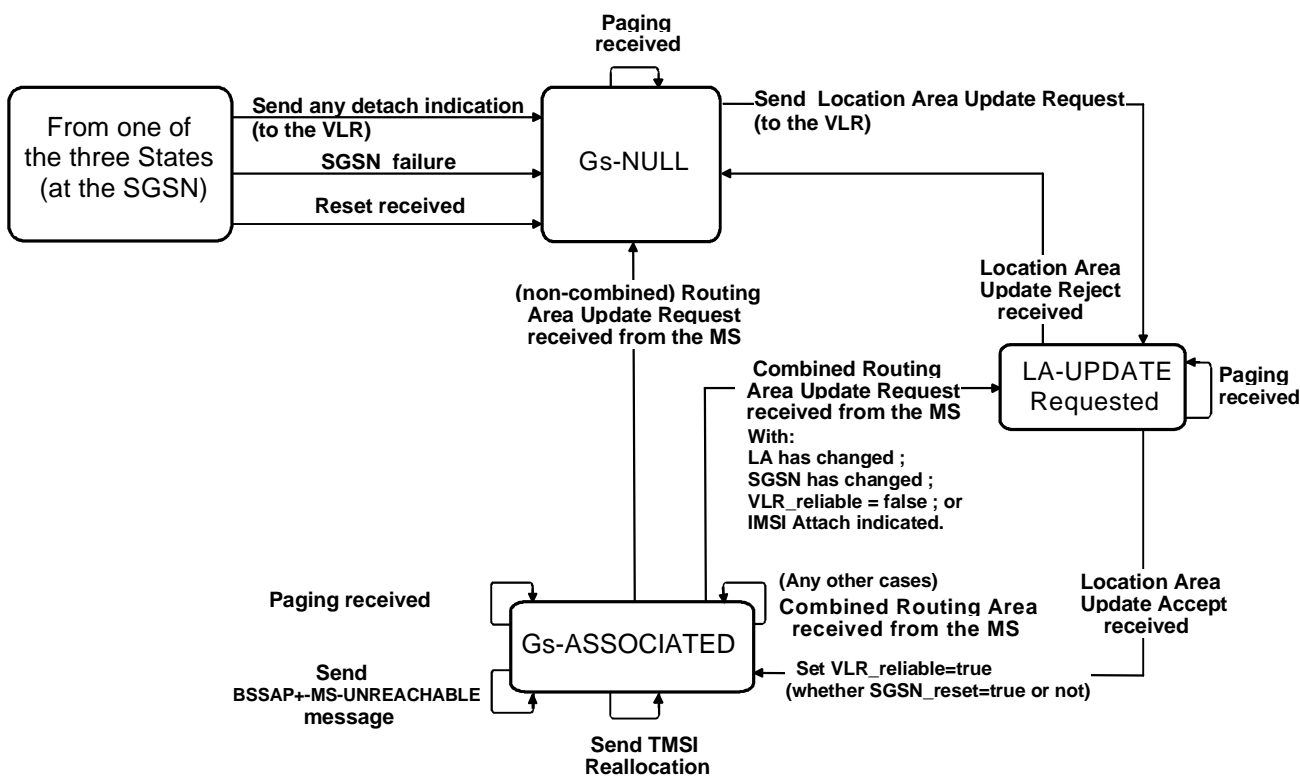 Paging
received
Send any detach indication
(to the VLR)
SGSN failure
Reset received
From one of
the three States
(at the SGSN)
Gs-NULL
Send Location Area Update Request
(to the VLR)
(non-combined) Routing
Area Update Request
received from the MS
Location Area
Update Reject
received
Combined Routing
Area Update Request
received from the MS
With:
LA has changed ;
SGSN has changed ;
VLR_reliable = false ; or
IMSI Attach indicated.
LA-UPDATE
Requested
Paging
received
Paging received
(Any other cases)
Combined Routing Area
received from the MS
Location Area
Update Accept
received
Gs-ASSOCIATED
Send
BSSAP+-MS-UNREACHABLE
message
Set VLR_reliable=true
(whether SGSN_reset=true or not)
Send TMSI
Reallocation